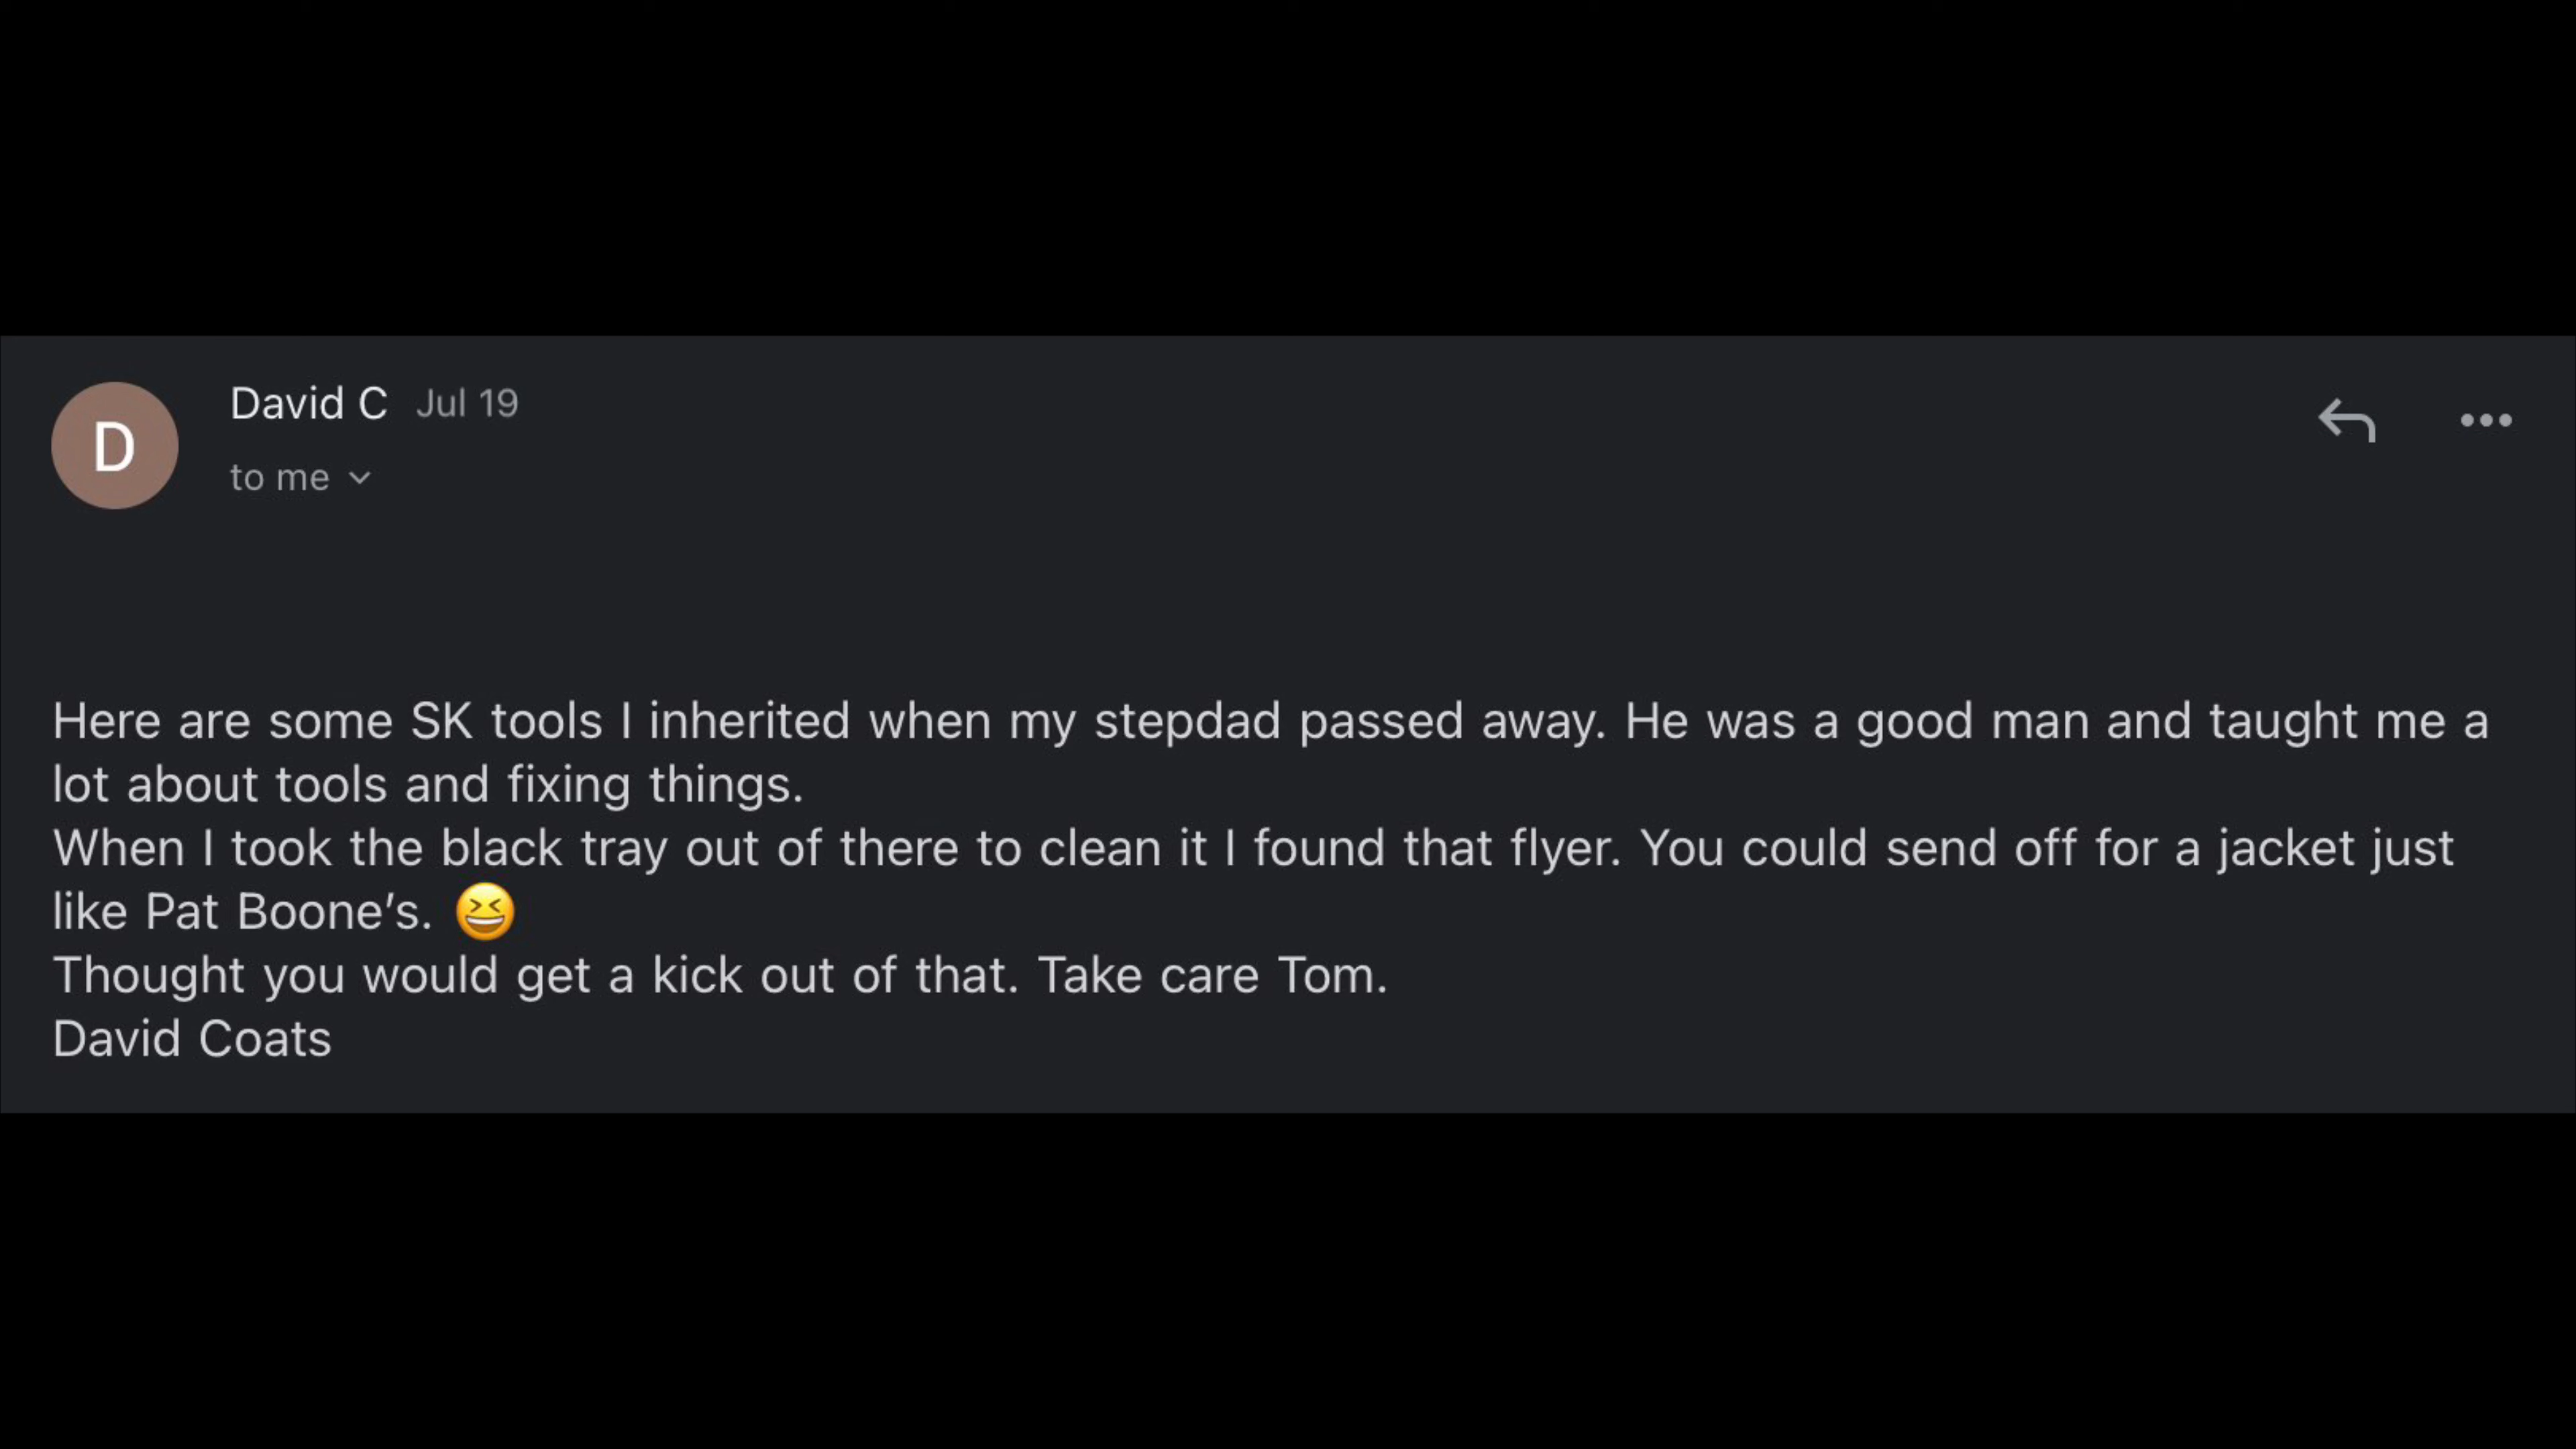 D
David C Jul 19
to me
Here are some SK tools I inherited when my stepdad passed away. He was a good man and taught me a
lot about tools and fixing things.
When I took the black tray out of there to clean it I found that flyer. You could send off for a jacket just
like Pat Boone’s. 😆
Thought you would get a kick out of that. Take care Tom.
David Coats